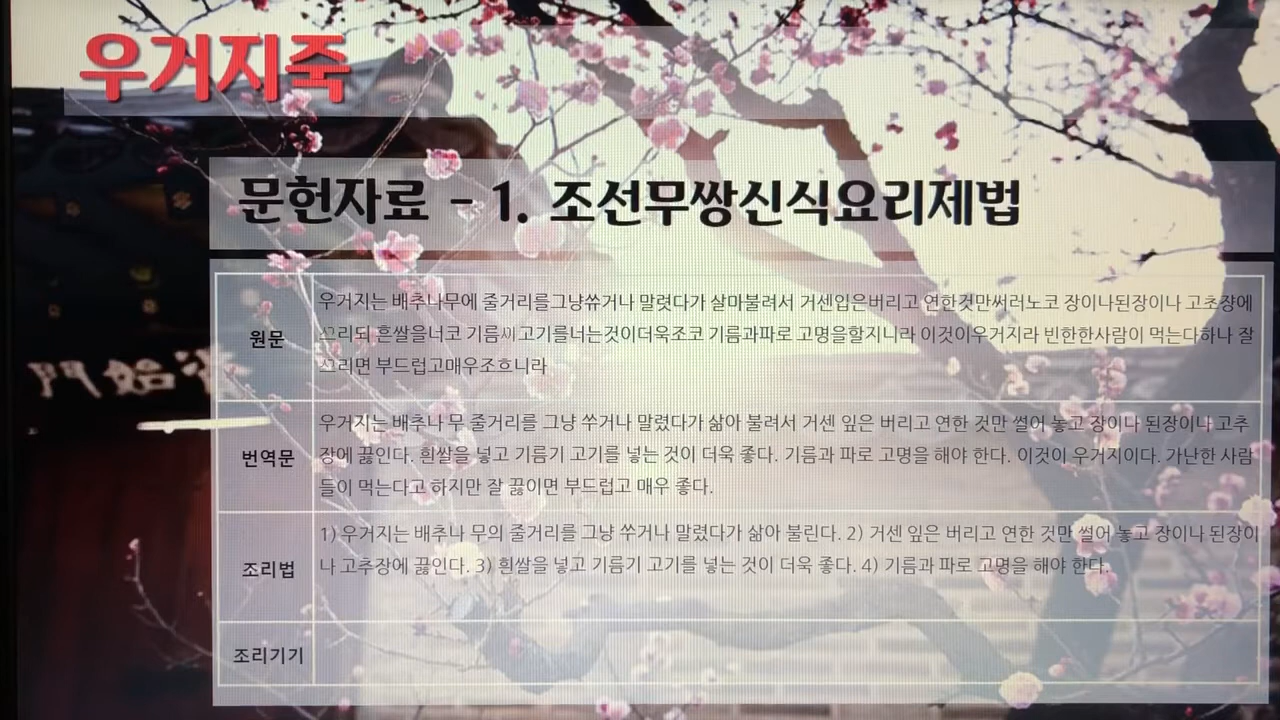 우거지죽
문헌자료 - 1. 조선무쌍신식요리제법
원문
우거지는 배추나무에 줄거리를그냥쓔거나 말렷다가 살마불려서 거센입은버리고 연한것만써러노코 장이나된장이나 고초쟝에
ᄭᅳ리되 흰쌀을너코 기름씨고기를너는것이더욱조코 기름과파로 고명을할지니라 이것이우거지라 빈한한사람이 먹는다하나 잘
ᄭᅳ리면 부드럽고매우조흐니라
번역문
우거지는 배추나 무 줄거리를 그냥 쑤거나 말렸다가 삶아 불려서 거센 잎은 버리고 연한 것만 썰어 놓고 장이나 된장이나 고추
장에 끓인다. 흰쌀을 넣고 기름기 고기를 넣는 것이 더욱 좋다. 기름과 파로 고명을 해야 한다. 이것이 우거지이다. 가난한 사람
들이 먹는다고 하지만 잘 끓이면 부드럽고 매우 좋다.
조리법
1) 우거지는 배추나 무의 줄거리를 그냥 쑤거나 말렸다가 삶아 불린다. 2) 거센 잎은 버리고 연한 것만 썰어 놓고 장이나 된장이
나 고추장에 끓인다. 3) 흰쌀을 넣고 기름기 고기를 넣는 것이 더욱 좋다. 4) 기름과 파로 고명을 해야 한다.
조리기기
門始